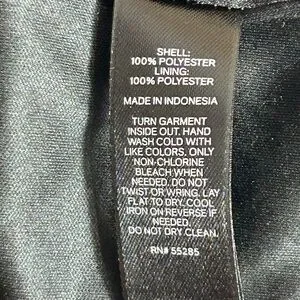 SHELL:
100% POLYESTER
LINING:
100% POLYESTER
MADE IN INDONESIA
TURN GARMENT
INSIDE OUT. HAND
WASH COLD WITH
LIKE COLORS, ONLY
NON-CHLORINE
BLEACH WHEN
NEEDED. DO NOT
TWIST OR WRING. LAY
FLAT TO DRY. COOL
IRON ON REVERSE IF
NEEDED.
DO NOT DRY CLEAN.
RN# 55285